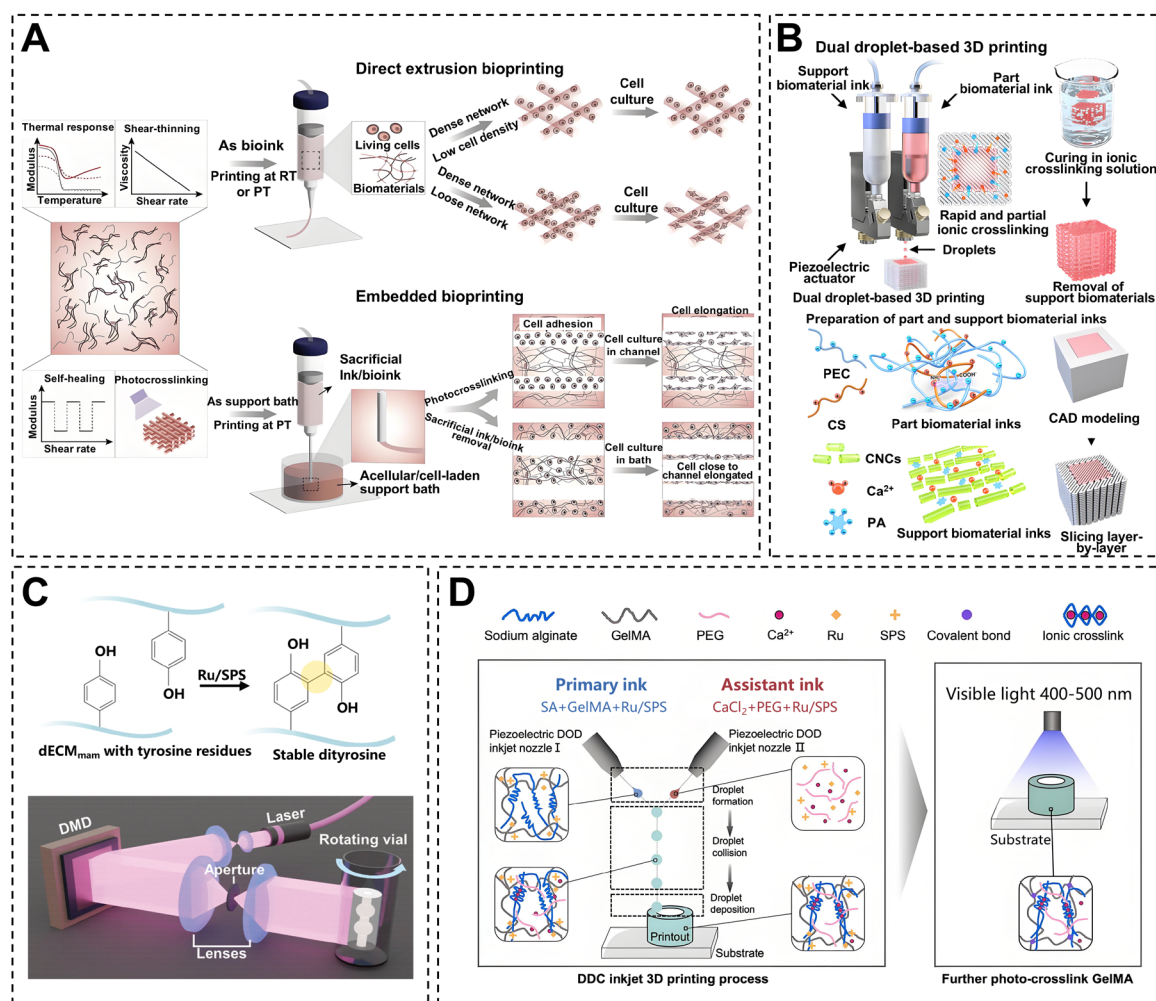 A
Direct extrusion bioprinting
Thermal response
Modulus
Temperature
Shear-thinning
Viscosity
Shear rate
As bioink
Printing at RT
or PT
Living cells
Biomaterials
Dense network
Low cell density
Dense network
Loose network
Cell
culture
Cell
culture
Embedded bioprinting
Self-healing
Modulus
Shear rate
Photocrosslinking
As support bath
Printing at PT
Sacrificial
Ink/bioink
Acellular/cell-laden
support bath
Photocrosslinking
Sacrificial ink/bioink
removal
Cell adhesion
Cell culture
in channel
Cell elongation
Cell culture
in bath
Cell close to
channel elongated
B
Dual droplet-based 3D printing
Support
biomaterial ink
Part
biomaterial ink
Rapid and partial
ionic crosslinking
Droplets
Piezoelectric
actuator
Dual droplet-based 3D printing
Curing in ionic
crosslinking solution
Removal of
support biomaterials
Preparation of part and support biomaterial inks
PEC
CS
CNCs
Ca²⁺
PA
COOH
Part biomaterial inks
Support biomaterial inks
CAD modeling
Slicing layer-
by-layer
C
OH
OH
Ru/SPS
OH
OH
dECMmam with tyrosine residues
Stable dityrosine
DMD
Laser
Rotating vial
Aperture
Lenses
D
Sodium alginate
GelMA
PEG
Ca²⁺
Ru
SPS
Covalent bond
Ionic crosslink
Primary ink
SA+GelMA+Ru/SPS
Assistant ink
CaCl₂+PEG+Ru/SPS
Piezoelectric DOD
inkjet nozzle I
Piezoelectric DOD
inkjet nozzle II
Droplet
formation
Droplet
collision
Droplet
deposition
Printout
Substrate
DDC inkjet 3D printing process
Visible light 400-500 nm
Substrate
Further photo-crosslink GelMA